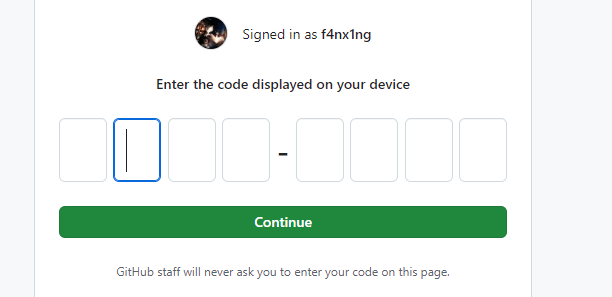 Signed in as f4nx1ng
Enter the code displayed on your device
-
Continue
GitHub staff will never ask you to enter your code on this page.